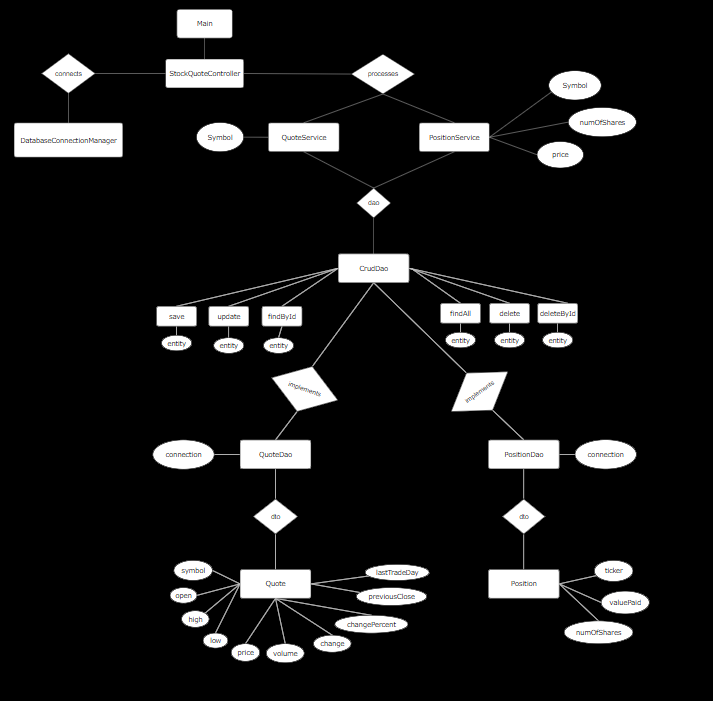 Main
connects
StockQuoteController
processes
DatabaseConnectionManager
Symbol
QuoteService
PositionService
Symbol
numOfShares
price
dao
CrudDao
save
update
findById
findAll
delete
deleteById
entity
entity
entity
entity
entity
entity
implements
implements
connection
QuoteDao
PositionDao
connection
dto
dto
symbol
open
high
low
price
volume
change
changePercent
previousClose
lastTradeDay
Quote
Position
ticker
valuePaid
numOfShares